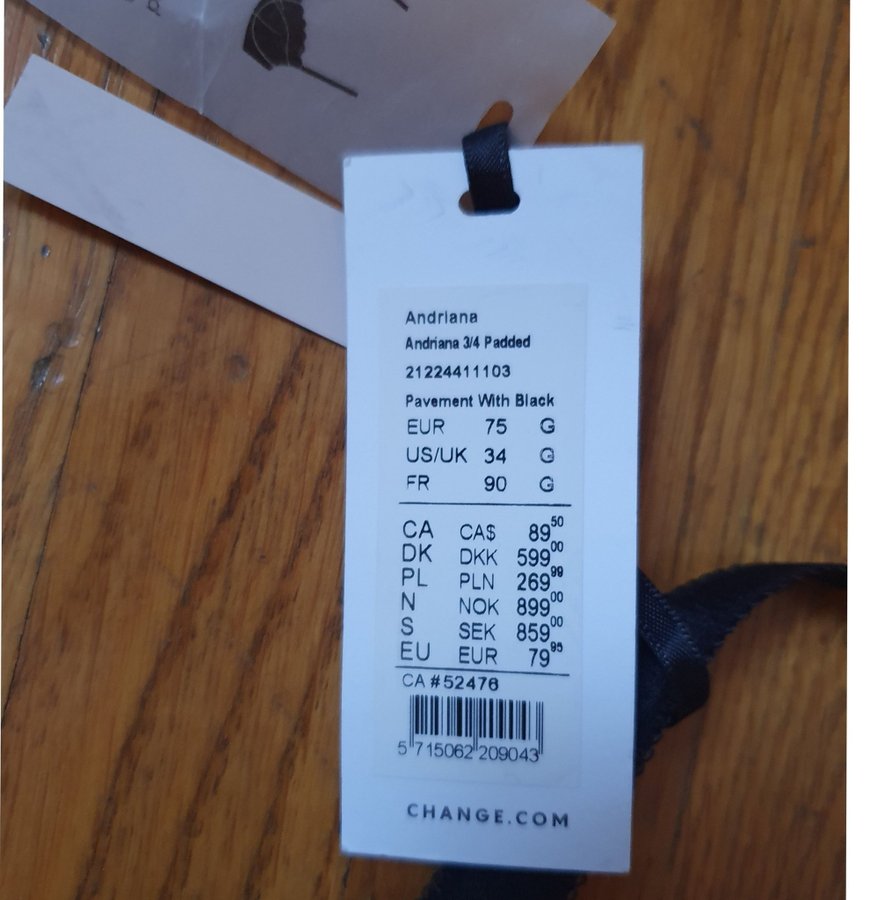 Andriana
Andriana 3/4 Padded
21224411103
Pavement With Black
EUR 75 G
US/UK 34 G
FR 90 G
CA CA$ 89 50
DK DKK 599 00
PL PLN 269 99
N NOK 899 00
S SEK 859 00
EU EUR 79 95
CA #52476
5 715062 209043
CHANGE.COM